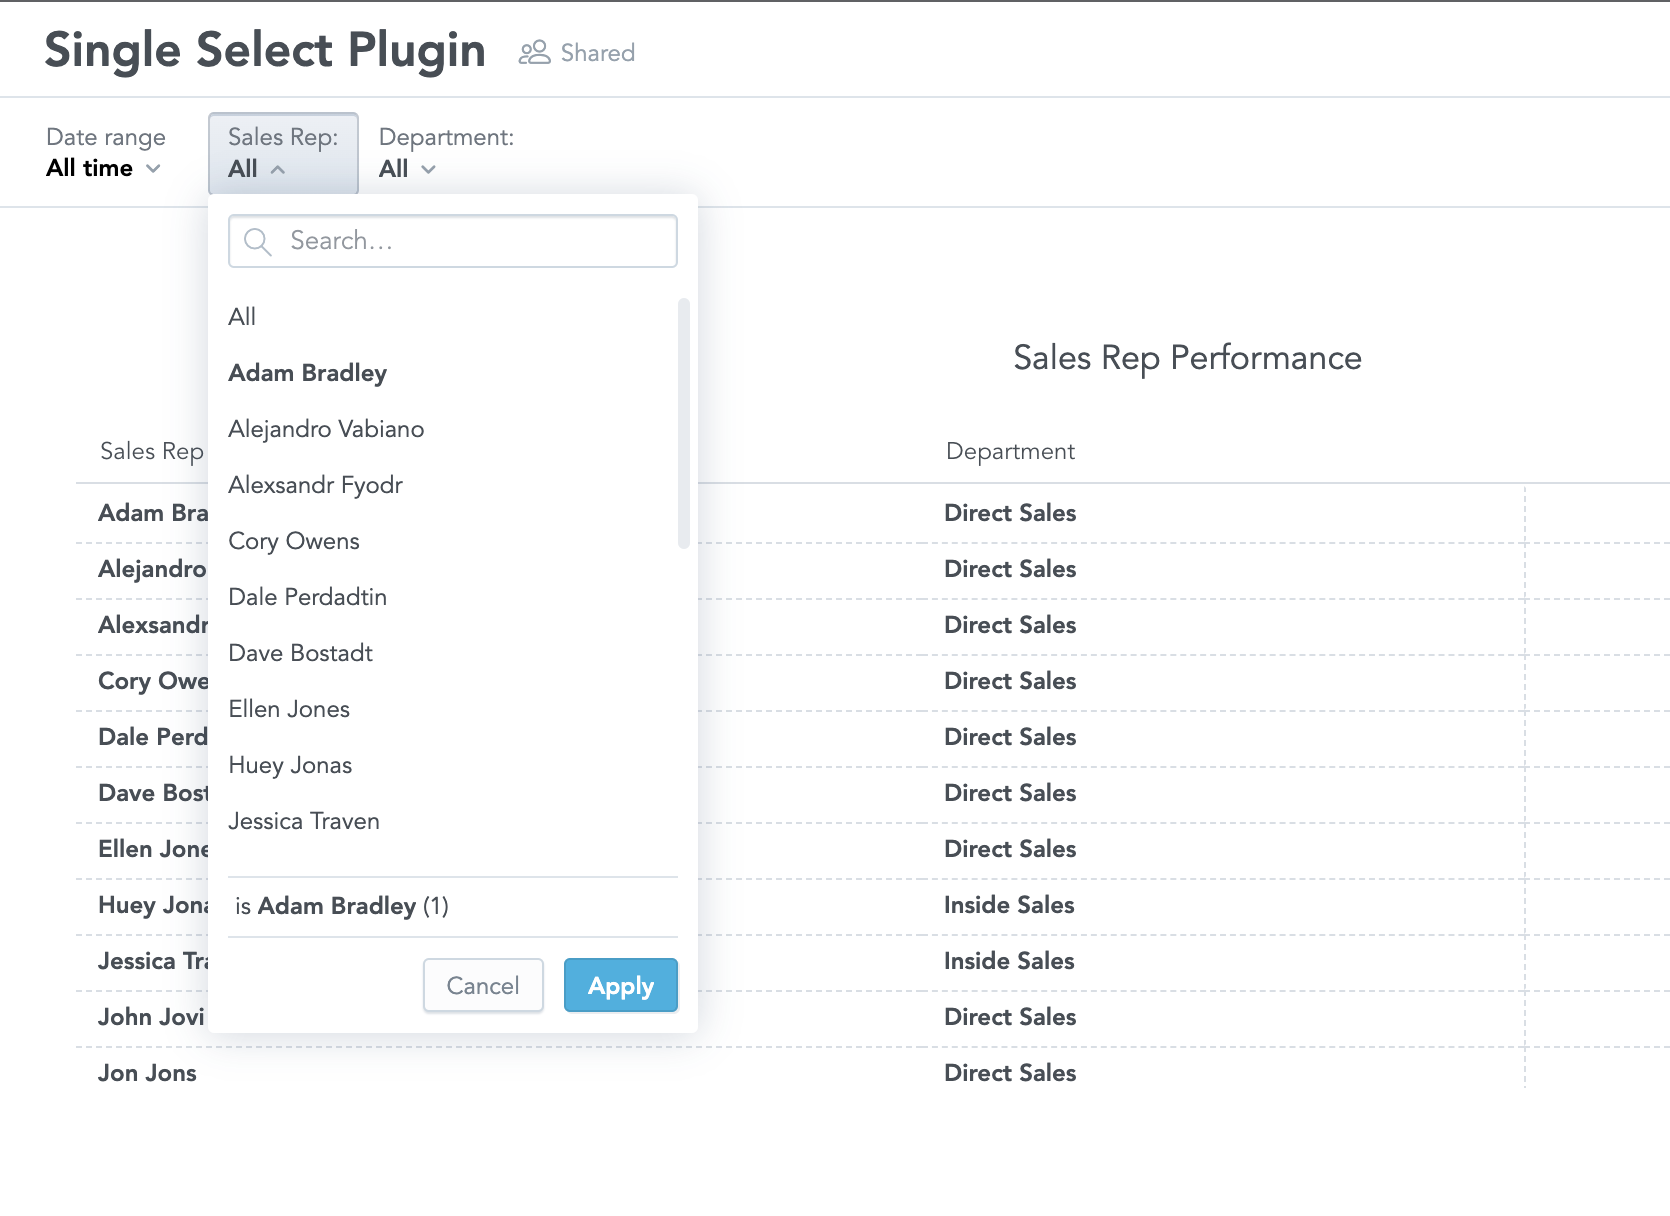 Single Select Plugin
Shared
Date range
All time
Sales Rep:
All
Department:
All
Search...
All
Adam Bradley
Alejandro Vabiano
Alexsandr Fyodr
Cory Owens
Dale Perdadtin
Dave Bostadt
Ellen Jones
Huey Jonas
Jessica Traven
is Adam Bradley (1)
Cancel
Apply
Sales Rep Performance
Sales Rep Department
Adam Bra Direct Sales
Alejandro Direct Sales
Alexsandr Direct Sales
Cory Owe Direct Sales
Dale Perd Direct Sales
Dave Bost Direct Sales
Ellen Jone Direct Sales
Huey Jona Inside Sales
Jessica Tra Inside Sales
John Jovi Direct Sales
Jon Jons Direct Sales